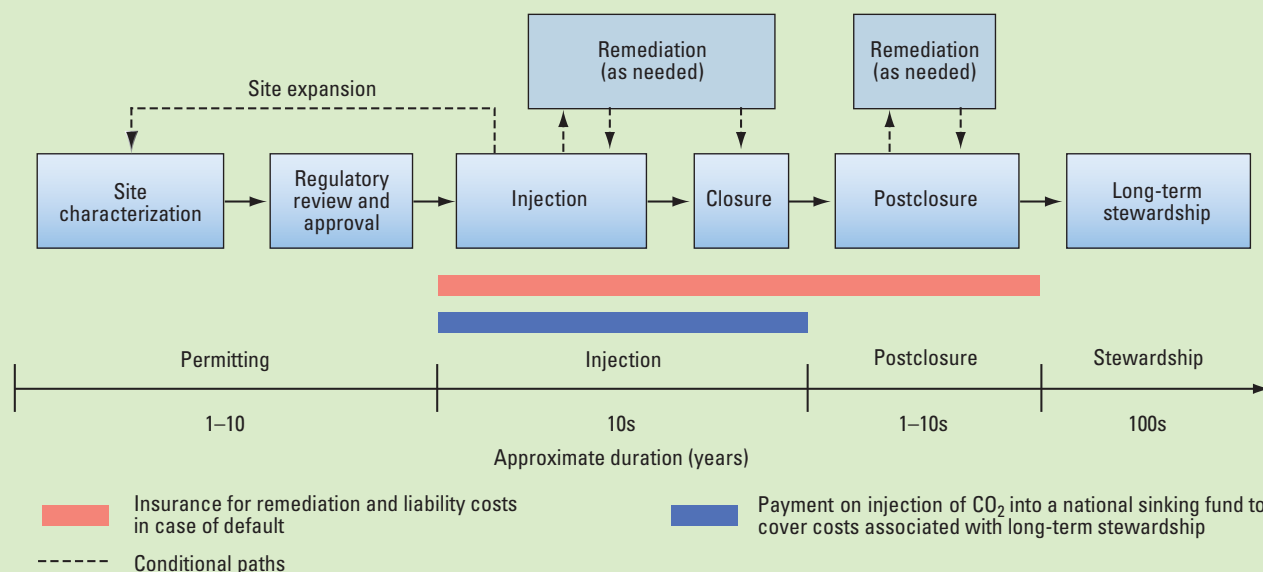 Remediation
(as needed)
Remediation
(as needed)
Site expansion
Site
characterization
Regulatory
review and
approval
Injection
Closure
Postclosure
Long-term
stewardship
Permitting
Injection
Postclosure
Stewardship
1–10
10s
1–10s
100s
Approximate duration (years)
Insurance for remediation and liability costs
in case of default
Payment on injection of CO₂ into a national sinking fund to
cover costs associated with long-term stewardship
Conditional paths